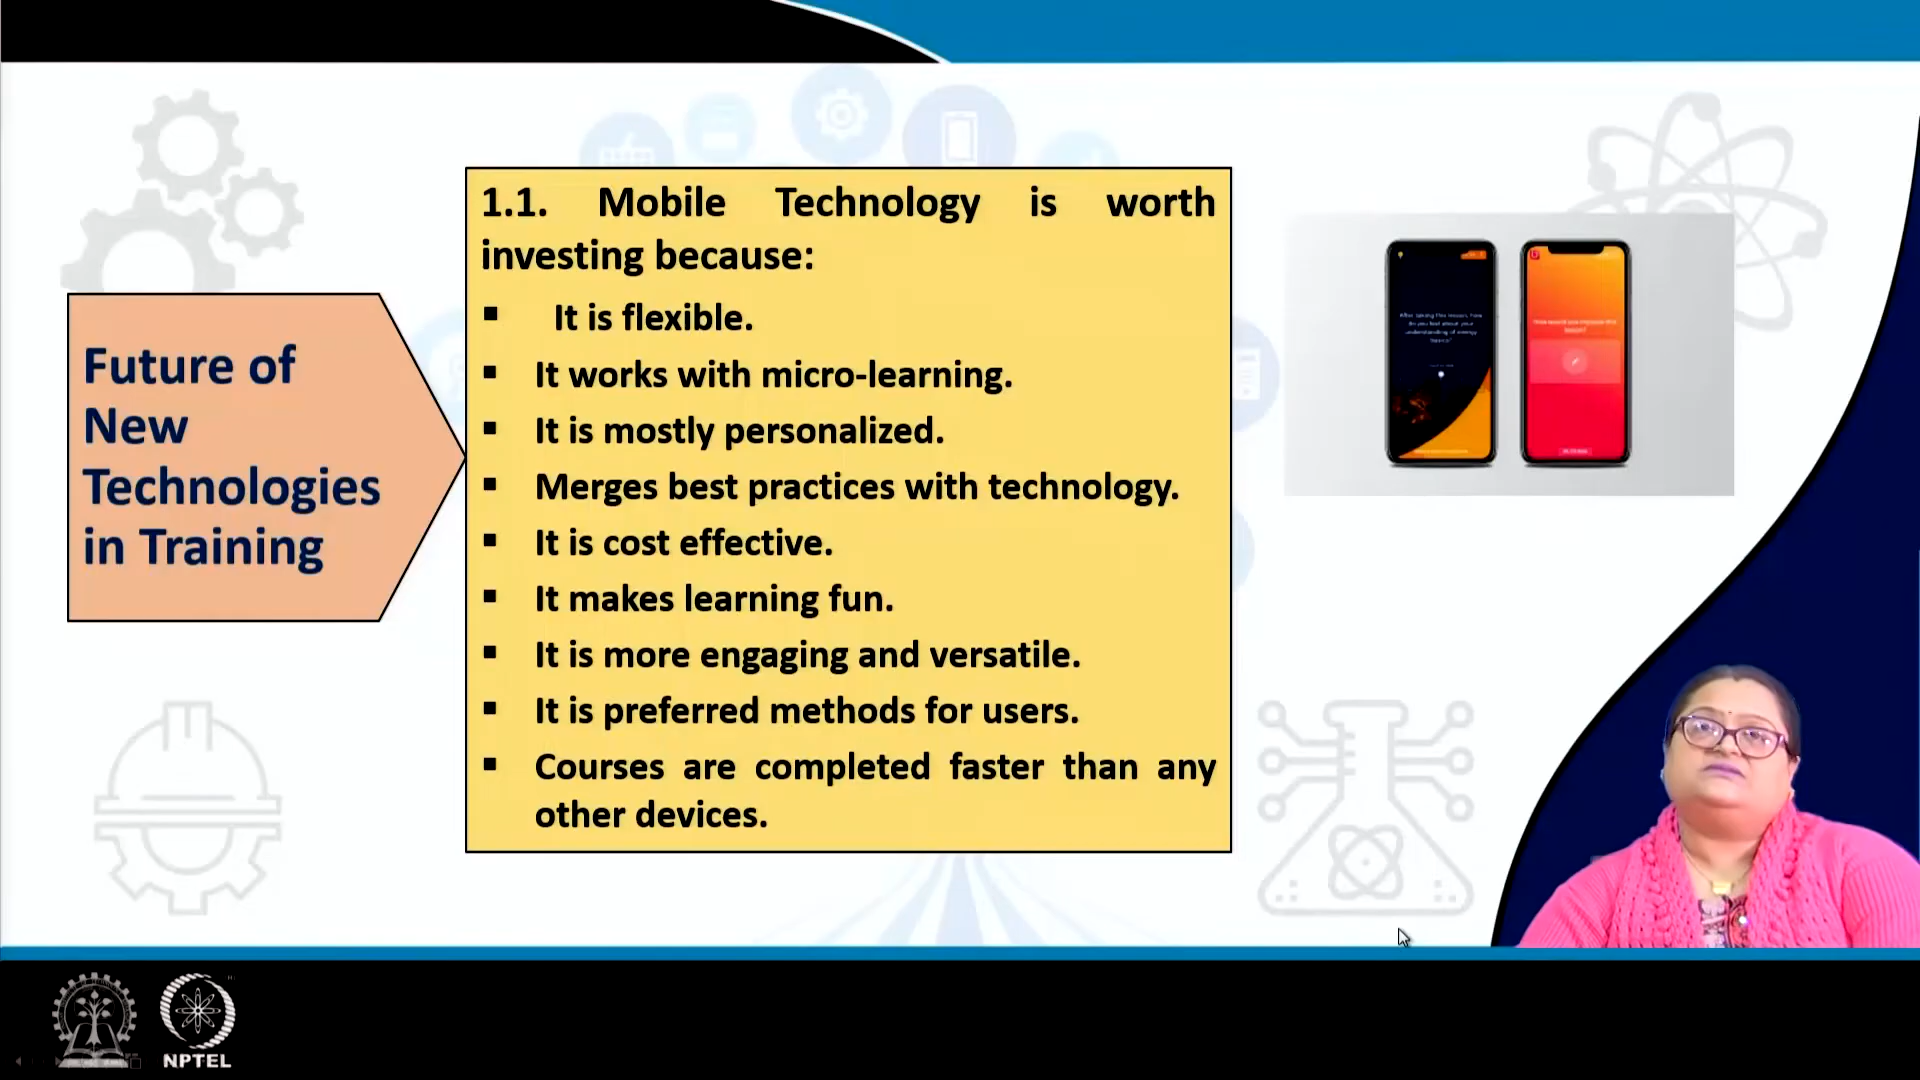 Future of
New
Technologies
in Training
1.1. Mobile Technology is worth
investing because:
▪ It is flexible.
▪ It works with micro-learning.
▪ It is mostly personalized.
▪ Merges best practices with technology.
▪ It is cost effective.
▪ It makes learning fun.
▪ It is more engaging and versatile.
▪ It is preferred methods for users.
▪ Courses are completed faster than any
other devices.
NPTEL